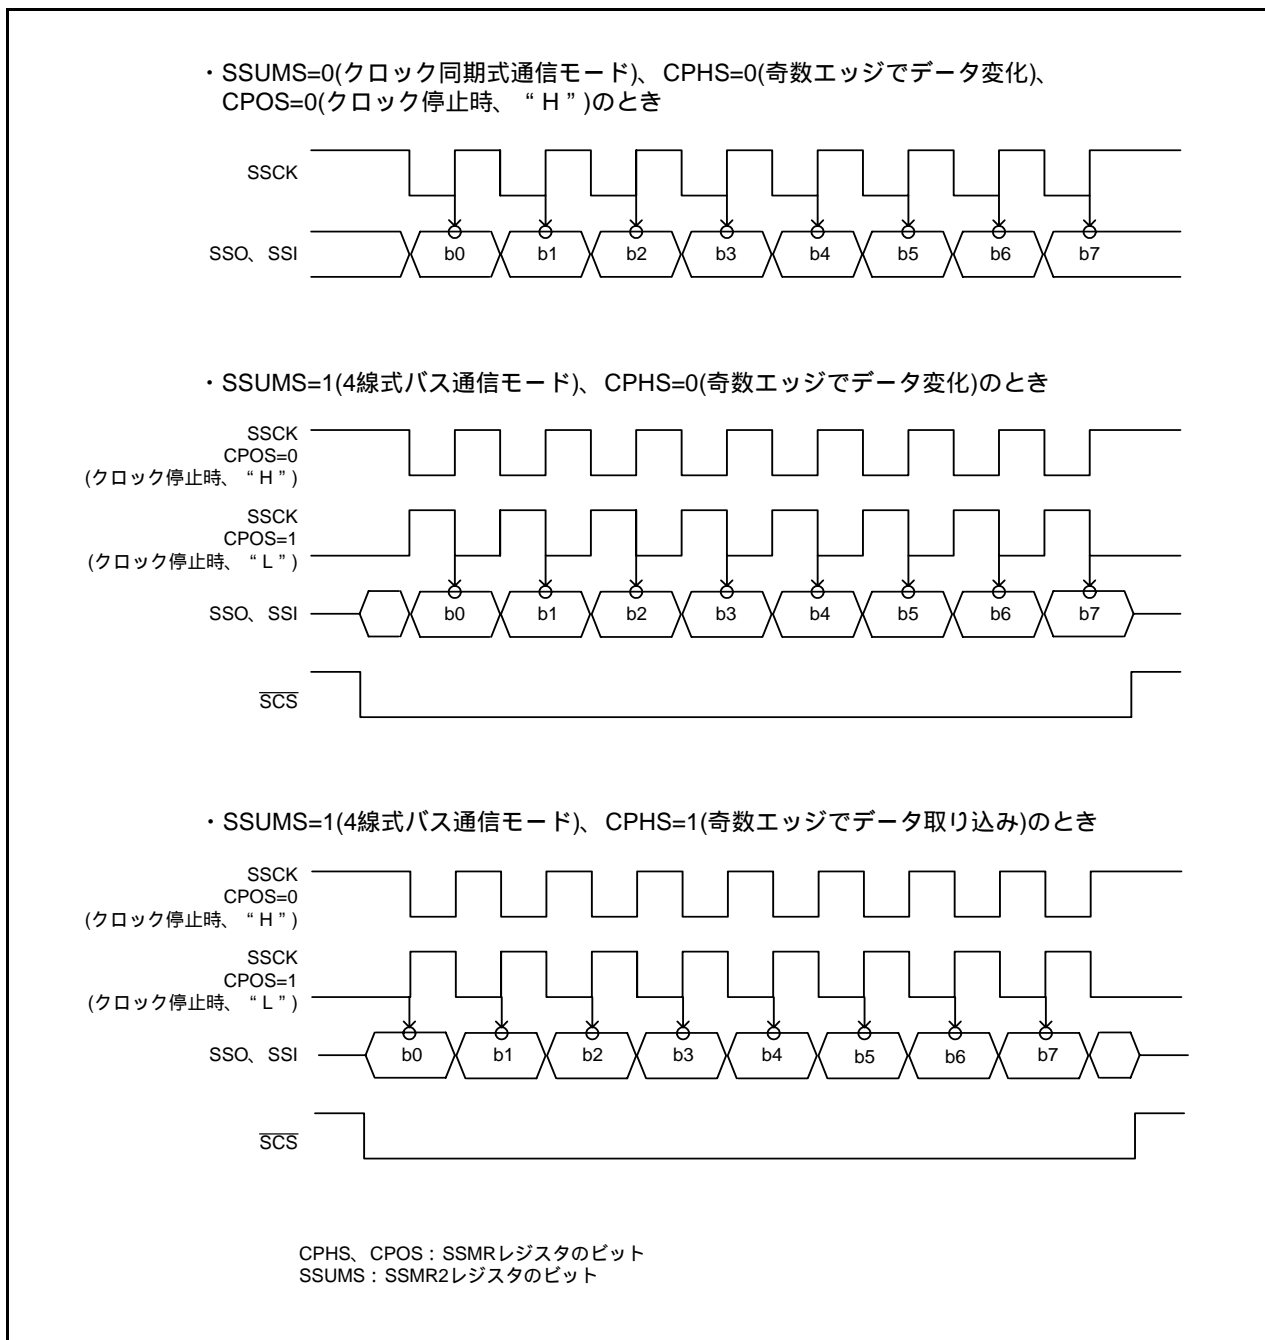 ・SSUMS=0(クロック同期式通信モード)、CPHS=0(奇数エッジでデータ変化)、
CPOS=0(クロック停止時、“H”)のとき
SSCK
SSO、SSI
b0 b1 b2 b3 b4 b5 b6 b7
・SSUMS=1(4線式バス通信モード)、CPHS=0(奇数エッジでデータ変化)のとき
SSCK
CPOS=0
(クロック停止時、“H”)
SSCK
CPOS=1
(クロック停止時、“L”)
SSO、SSI
b0 b1 b2 b3 b4 b5 b6 b7
SCS
・SSUMS=1(4線式バス通信モード)、CPHS=1(奇数エッジでデータ取り込み)のとき
SSCK
CPOS=0
(クロック停止時、“H”)
SSCK
CPOS=1
(クロック停止時、“L”)
SSO、SSI
b0 b1 b2 b3 b4 b5 b6 b7
SCS
CPHS、CPOS：SSMRレジスタのビット
SSUMS：SSMR2レジスタのビット